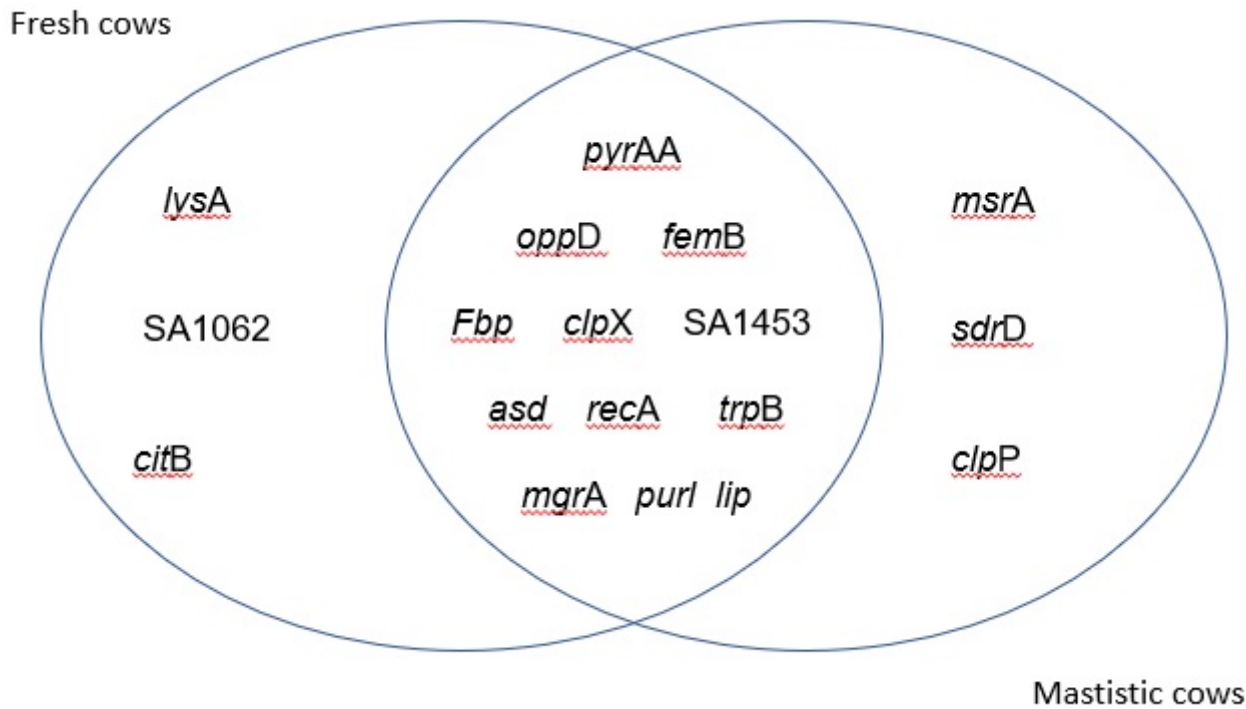 Fresh cows
pyrAA
lysA
msrA
oppD femB
Fbp clpX SA1453
SA1062
sdrD
asd recA trpB
citB
clpP
mgrA purl lip
Mastistic cows